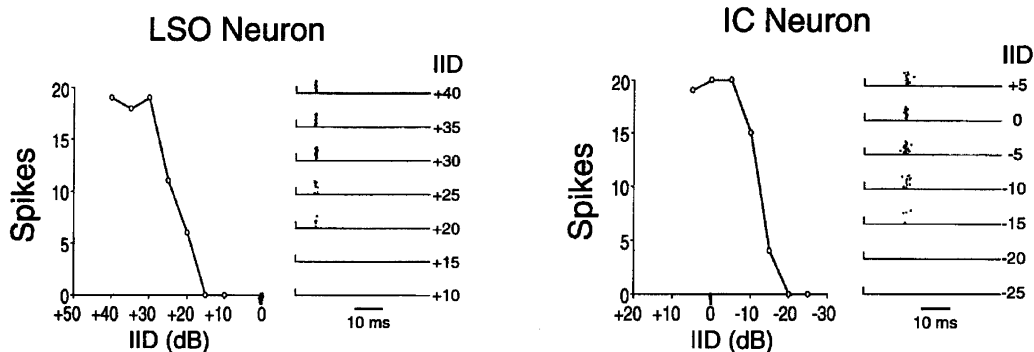 LSO Neuron
Spikes
20
15
10
5
0
+50 +40 +30 +20 +10 0
IID (dB)
IID
+40
+35
+30
+25
+20
+15
+10
10 ms
IC Neuron
Spikes
20
15
10
5
0
+20 +10 0 -10 -20 -30
IID (dB)
IID
+5
0
-5
-10
-15
-20
-25
10 ms